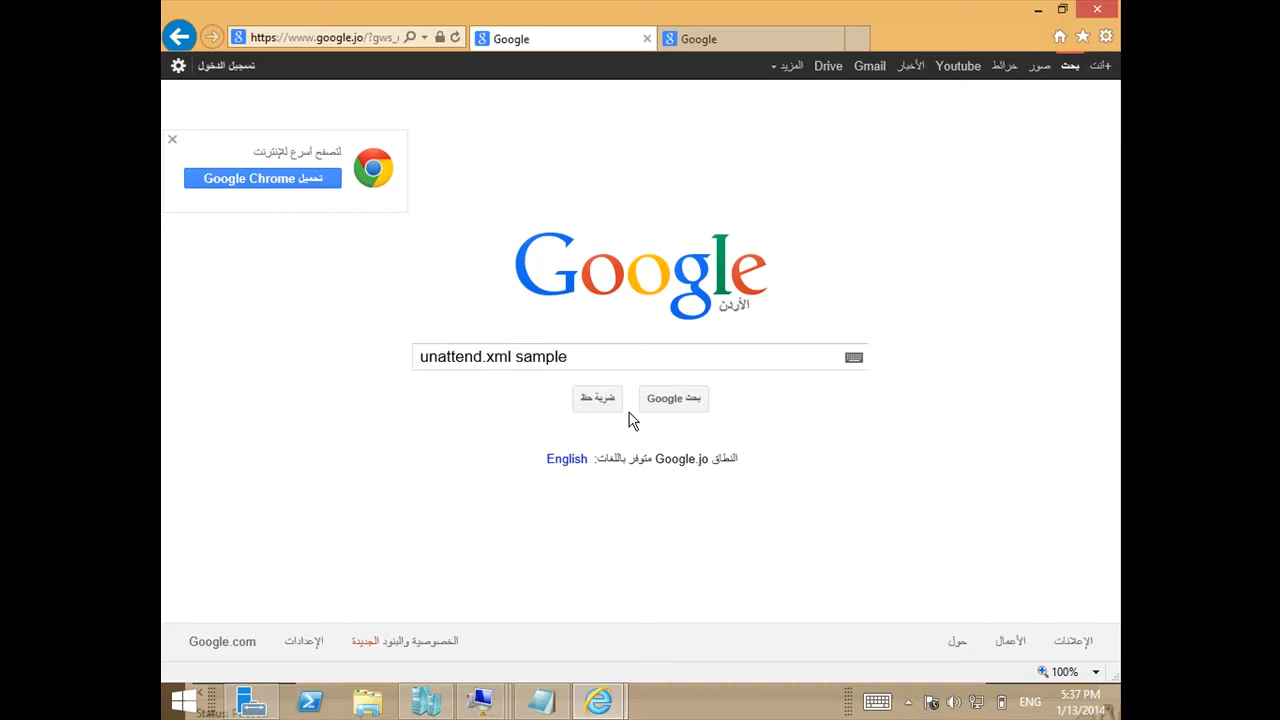 https://www.google.jo/?gws_
Google
Google
+أنت بحث صور خرائط Youtube الأخبار Gmail Drive المزيد
تسجيل الدخول
لتصفح أسرع للإنترنت
تحميل Google Chrome
Google
الأردن
unattend.xml sample
بحث Google
ضربة حظ
النطاق Google.jo متوفر باللغات: English
الإعلانات الأعمال حول
الخصوصية والبنود الجديدة الإعدادات Google.com
100%
ENG
5:37 PM
1/13/2014